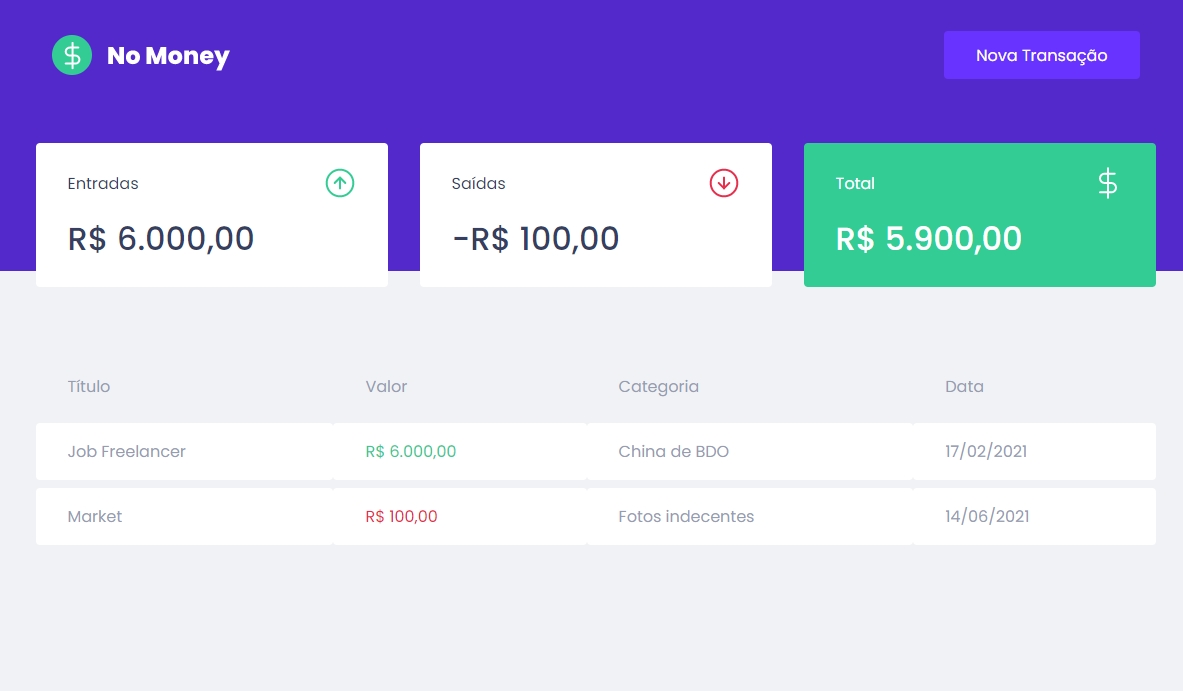 No Money
Nova Transação
Entradas
R$ 6.000,00
Saídas
-R$ 100,00
Total
R$ 5.900,00
Título Valor Categoria Data
Job Freelancer R$ 6.000,00 China de BDO 17/02/2021
Market R$ 100,00 Fotos indecentes 14/06/2021